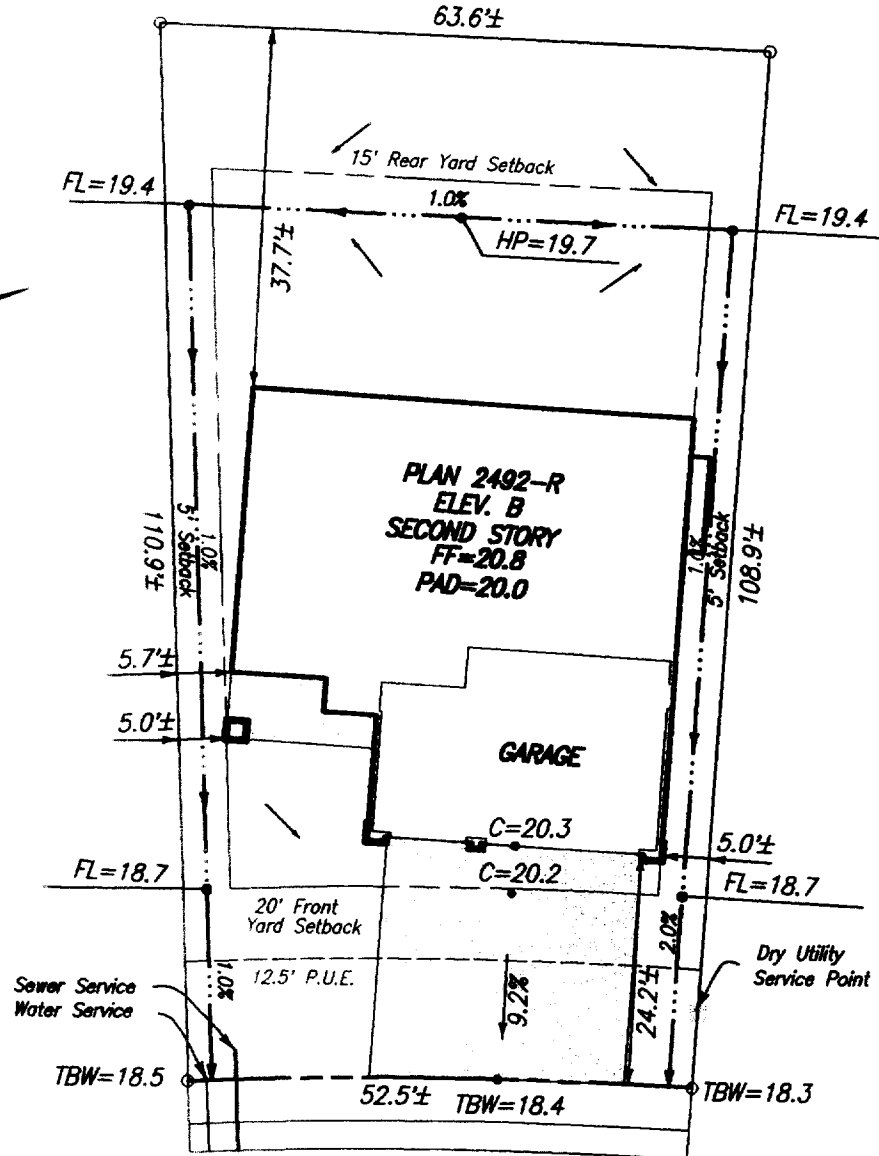 63.6'±
15' Rear Yard Setback
FL=19.4
1.0%
FL=19.4
HP=19.7
37.7'±
PLAN 2492-R
ELEV. B
SECOND STORY
FF=20.8
PAD=20.0
110.9'±
5' Setback
1.0%
1.0%
5' Setback
108.9'±
5.7'±
5.0'±
GARAGE
C=20.3
5.0'±
C=20.2
FL=18.7
FL=18.7
20' Front
Yard Setback
2.0%
12.5' P.U.E.
Dry Utility
Service Point
1.0%
9.2%
24.2'±
Sewer Service
Water Service
TBW=18.5
52.5'±
TBW=18.4
TBW=18.3